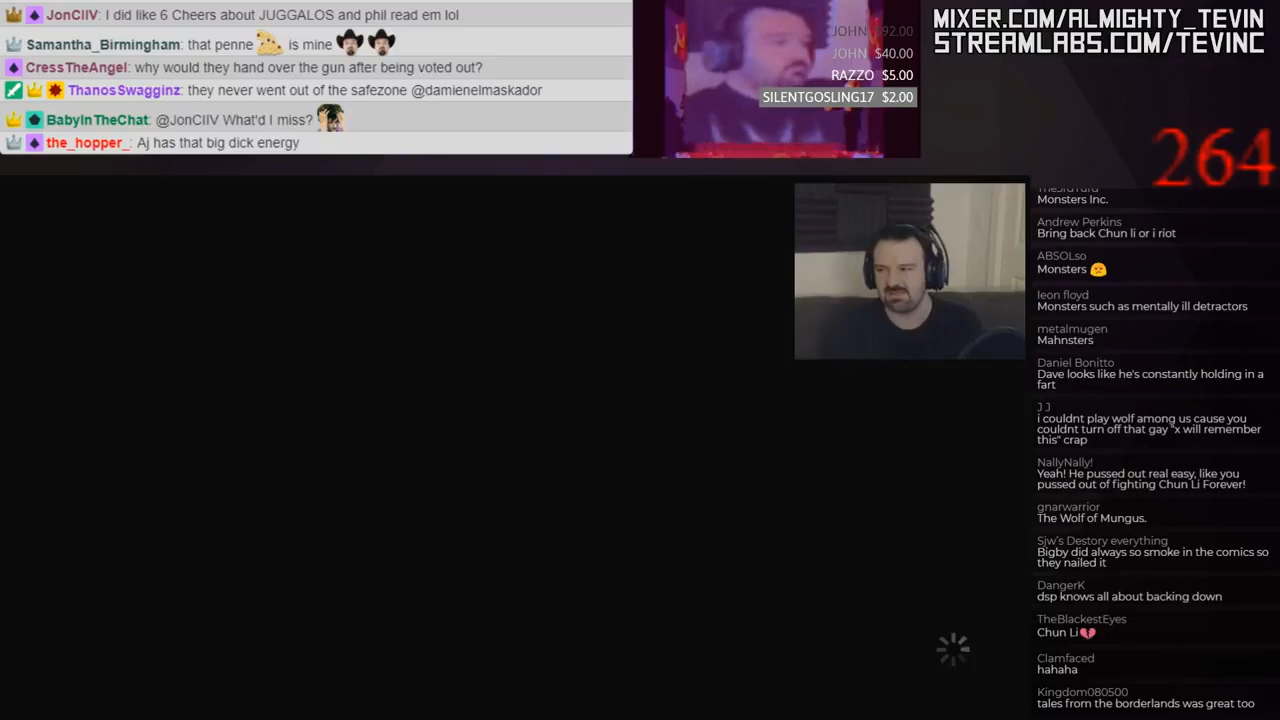 JonCIIV: I did like 6 Cheers about JUGGALOS and phil read em lol
Samantha_Birmingham: that penne is mine
CressTheAngel: why would they hand over the gun after being voted out?
ThanosSwagginz: they never went out of the safezone @damienelmaskador
BabyInTheChat: @JonCIIV What'd I miss?
the_hopper_: Aj has that big dick energy
JOHN $92.00
JOHN $40.00
RAZZO $5.00
SILENTGOSLING17 $2.00
MIXER.COM/ALMIGHTY_TEVIN
STREAMLABS.COM/TEVINC
264
Monsters Inc.
Andrew Perkins
Bring back Chun li or i riot
ABSOLso
Monsters
leon floyd
Monsters such as mentally ill detractors
metalmugen
Mahnsters
Daniel Bonitto
Dave looks like he's constantly holding in a
fart
J J
i couldnt play wolf among us cause you
couldnt turn off that gay "x will remember
this" crap
NallyNally!
Yeah! He pussed out real easy, like you
pussed out of fighting Chun Li Forever!
gnarwarrior
The Wolf of Mungus.
Sjw's Destory everything
Bigby did always so smoke in the comics so
they nailed it
DangerK
dsp knows all about backing down
TheBlackestEyes
Chun Li
Clamfaced
hahaha
Kingdom080500
tales from the borderlands was great too